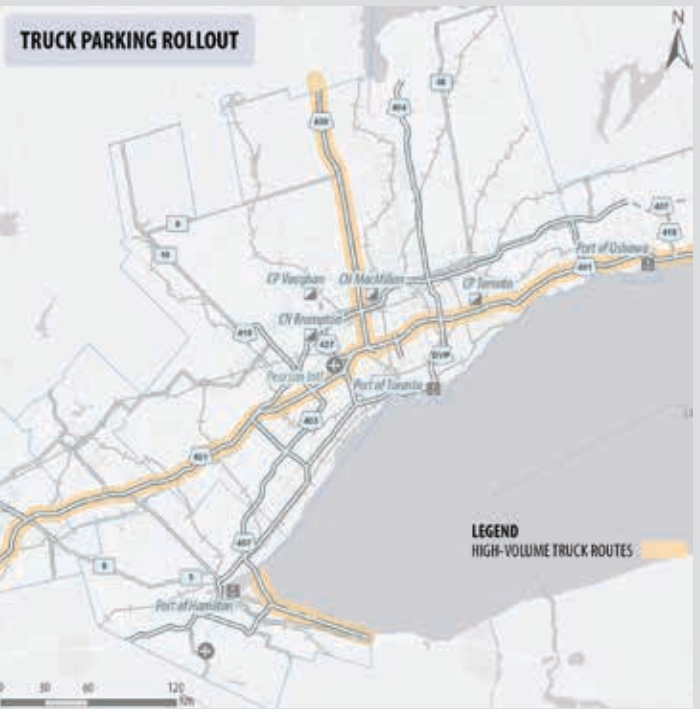 TRUCK PARKING ROLLOUT
N
48
404
400
407
418
Port of Oshawa
401
9
10
CP Vaughan
CN MacMillan
CP Toronto
CN Brampton
410
427
DVP
Pearson Intl
Port of Toronto
403
401
LEGEND
HIGH-VOLUME TRUCK ROUTES
407
6
5
Port of Hamilton
0 30 60 120
Km